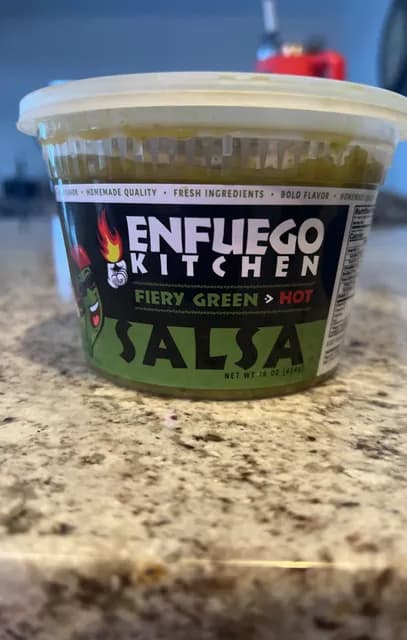 • HOMEMADE QUALITY • FRESH INGREDIENTS • BOLD FLAVOR •
ENFUEGO
KITCHEN
FIERY GREEN > HOT
SALSA
NET WT 16 OZ